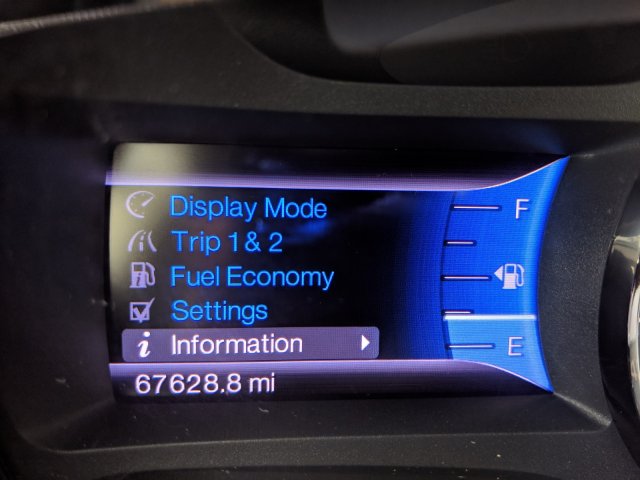 Display Mode
F
Trip 1 & 2
Fuel Economy
Settings
i Information
E
67628.8 mi